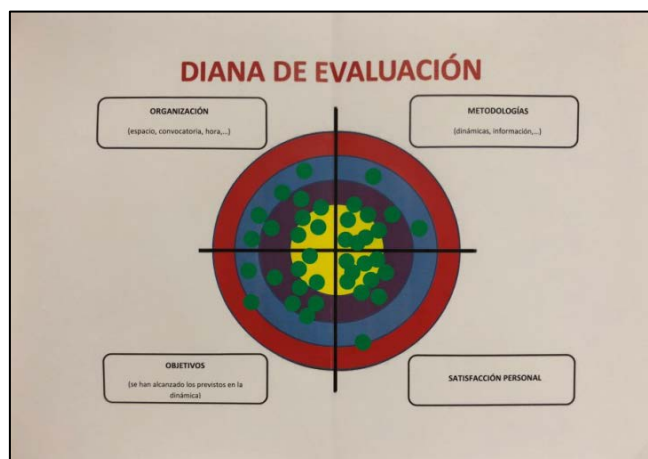 DIANA DE EVALUACIÓN
ORGANIZACIÓN
(espacio, convocatoria, hora,...)
METODOLOGÍAS
(dinámicas, información,...)
OBJETIVOS
(se han alcanzado los previstos en la
dinámica)
SATISFACCIÓN PERSONAL